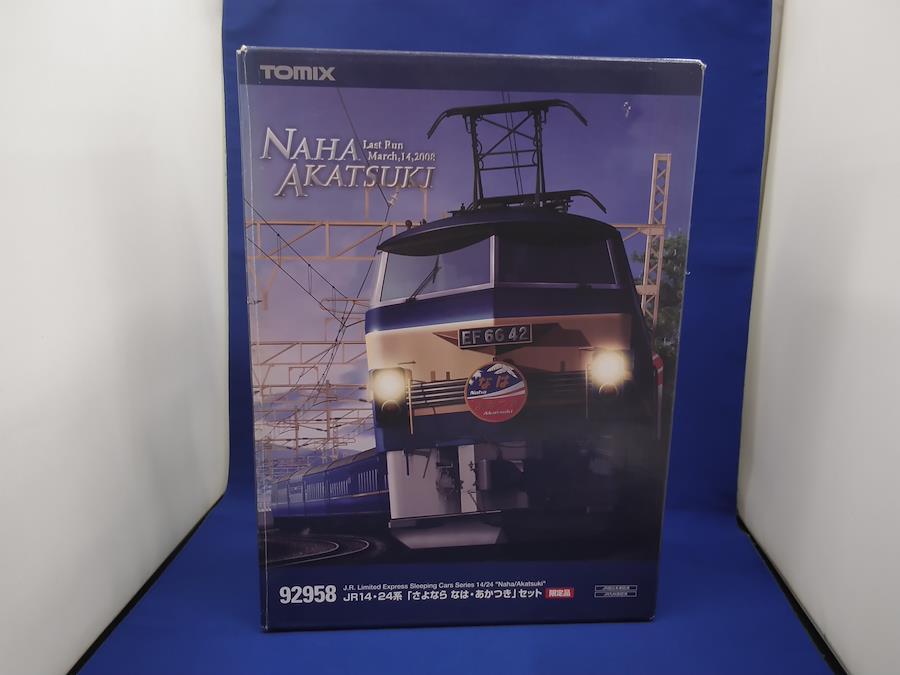 TOMIX
NAHA
Last Run
March,14,2008
AKATSUKI
EF66 42
なは
Naha
Akatsuki
92958
J.R. Limited Express Sleeping Cars Series 14/24 "Naha/Akatsuki"
JR14・24系「さよなら なは・あかつき」セット 限定品